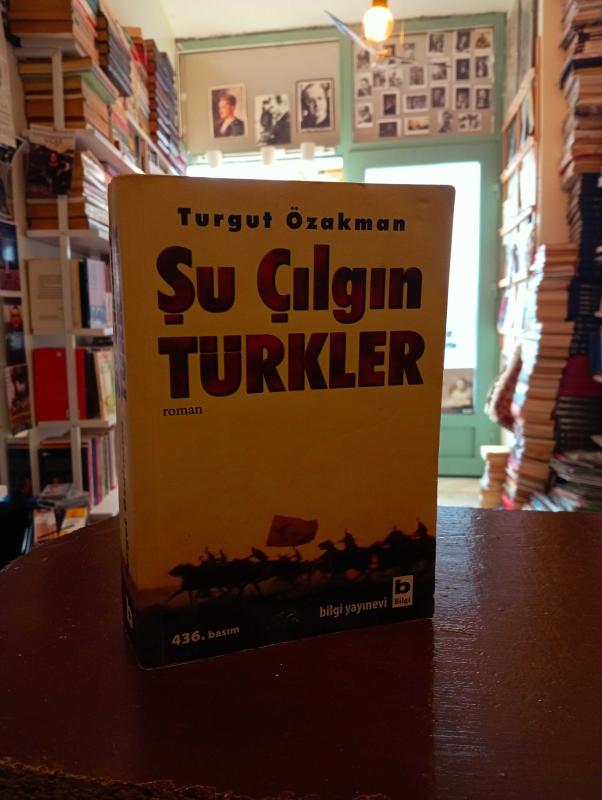 Turgut Özakman
Şu Çılgın
TÜRKLER
roman
436. basım
bilgi yayınevi
b
Bilgi
b